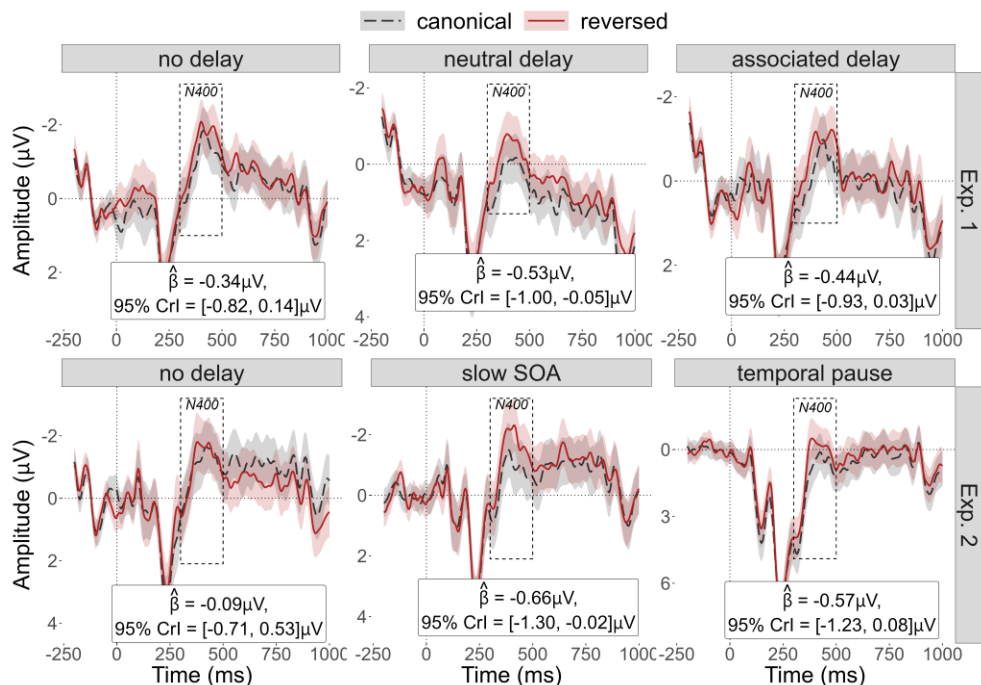 canonical reversed
no delay neutral delay associated delay
N400 N400 N400
-2 -2 -2
0 0 0
2 2 2
4
Amplitude (µV)
Exp. 1
β̂ = -0.34µV,
95% CrI = [-0.82, 0.14]µV
β̂ = -0.53µV,
95% CrI = [-1.00, -0.05]µV
β̂ = -0.44µV,
95% CrI = [-0.93, 0.03]µV
-250 0 250 500 750 1000 -250 0 250 500 750 1000 -250 0 250 500 750 1000
no delay slow SOA temporal pause
N400 N400 N400
-2 -2
0 0 0
2 2 3
4 4 6
Amplitude (µV)
Exp. 2
β̂ = -0.09µV,
95% CrI = [-0.71, 0.53]µV
β̂ = -0.66µV,
95% CrI = [-1.30, -0.02]µV
β̂ = -0.57µV,
95% CrI = [-1.23, 0.08]µV
-250 0 250 500 750 1000 -250 0 250 500 750 1000 -250 0 250 500 750 1000
Time (ms) Time (ms) Time (ms)